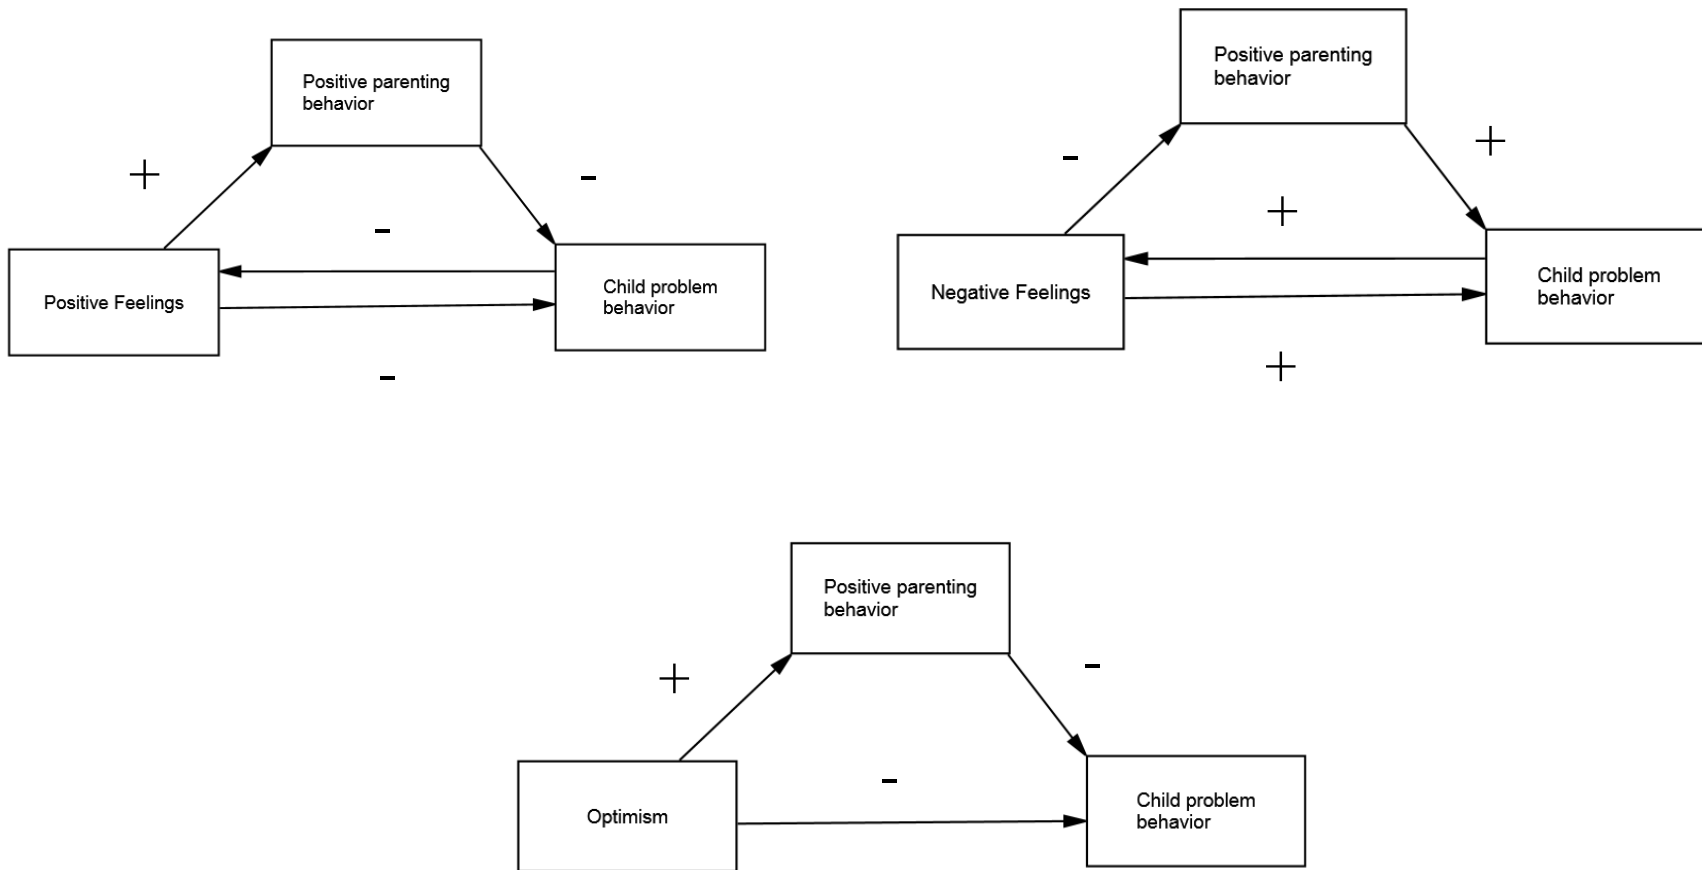 Positive parenting
behavior
+
-
-
Positive Feelings
Child problem
behavior
-
Positive parenting
behavior
-
+
+
Negative Feelings
Child problem
behavior
+
Positive parenting
behavior
+
-
-
Optimism
Child problem
behavior